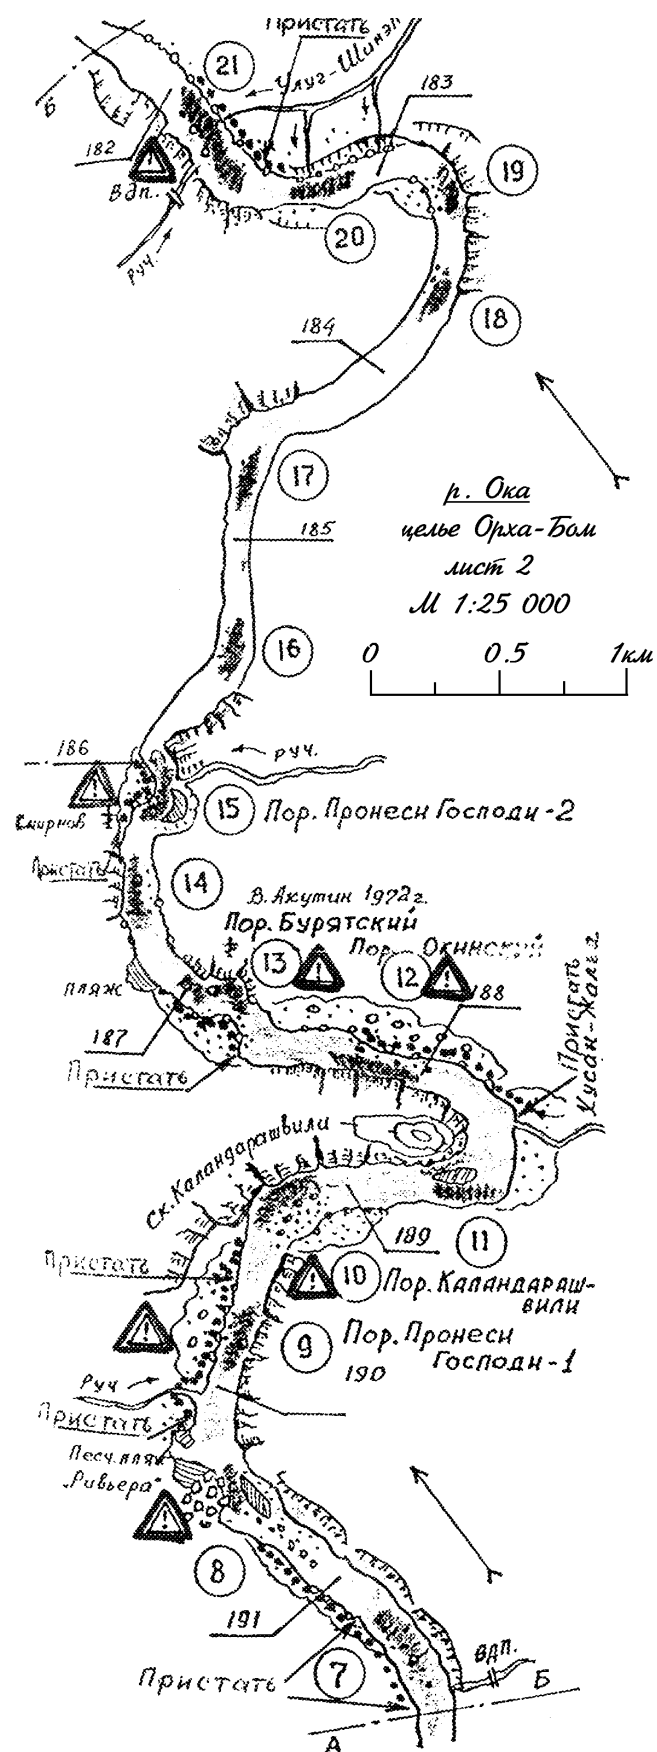 Пристать
21
Улуг-Шинэл
Б
183
182
19
Вдп.
20
руч.
18
184
17
р. Ока
185
целье Орха-Бом
лист 2
М 1:25 000
16
0 0.5 1км
186
руч.
Смирнов
15 Пор. Пронеси Господи-2
Пристать
14
В. Акутин 1972г.
Пор. Бурятский
Пор. Окинский
13
12
188
пляж
187
Пристать
Пристать
Хусан-Жалга
Ск. Каландарашвили
189
11
Пристать
10 Пор. Каландараш-
вили
9 Пор. Пронеси
Господи-1
190
Руч
Пристать
Песч. пляж
"Ривьера"
8
191
7
Пристать
вдп.
Б
А